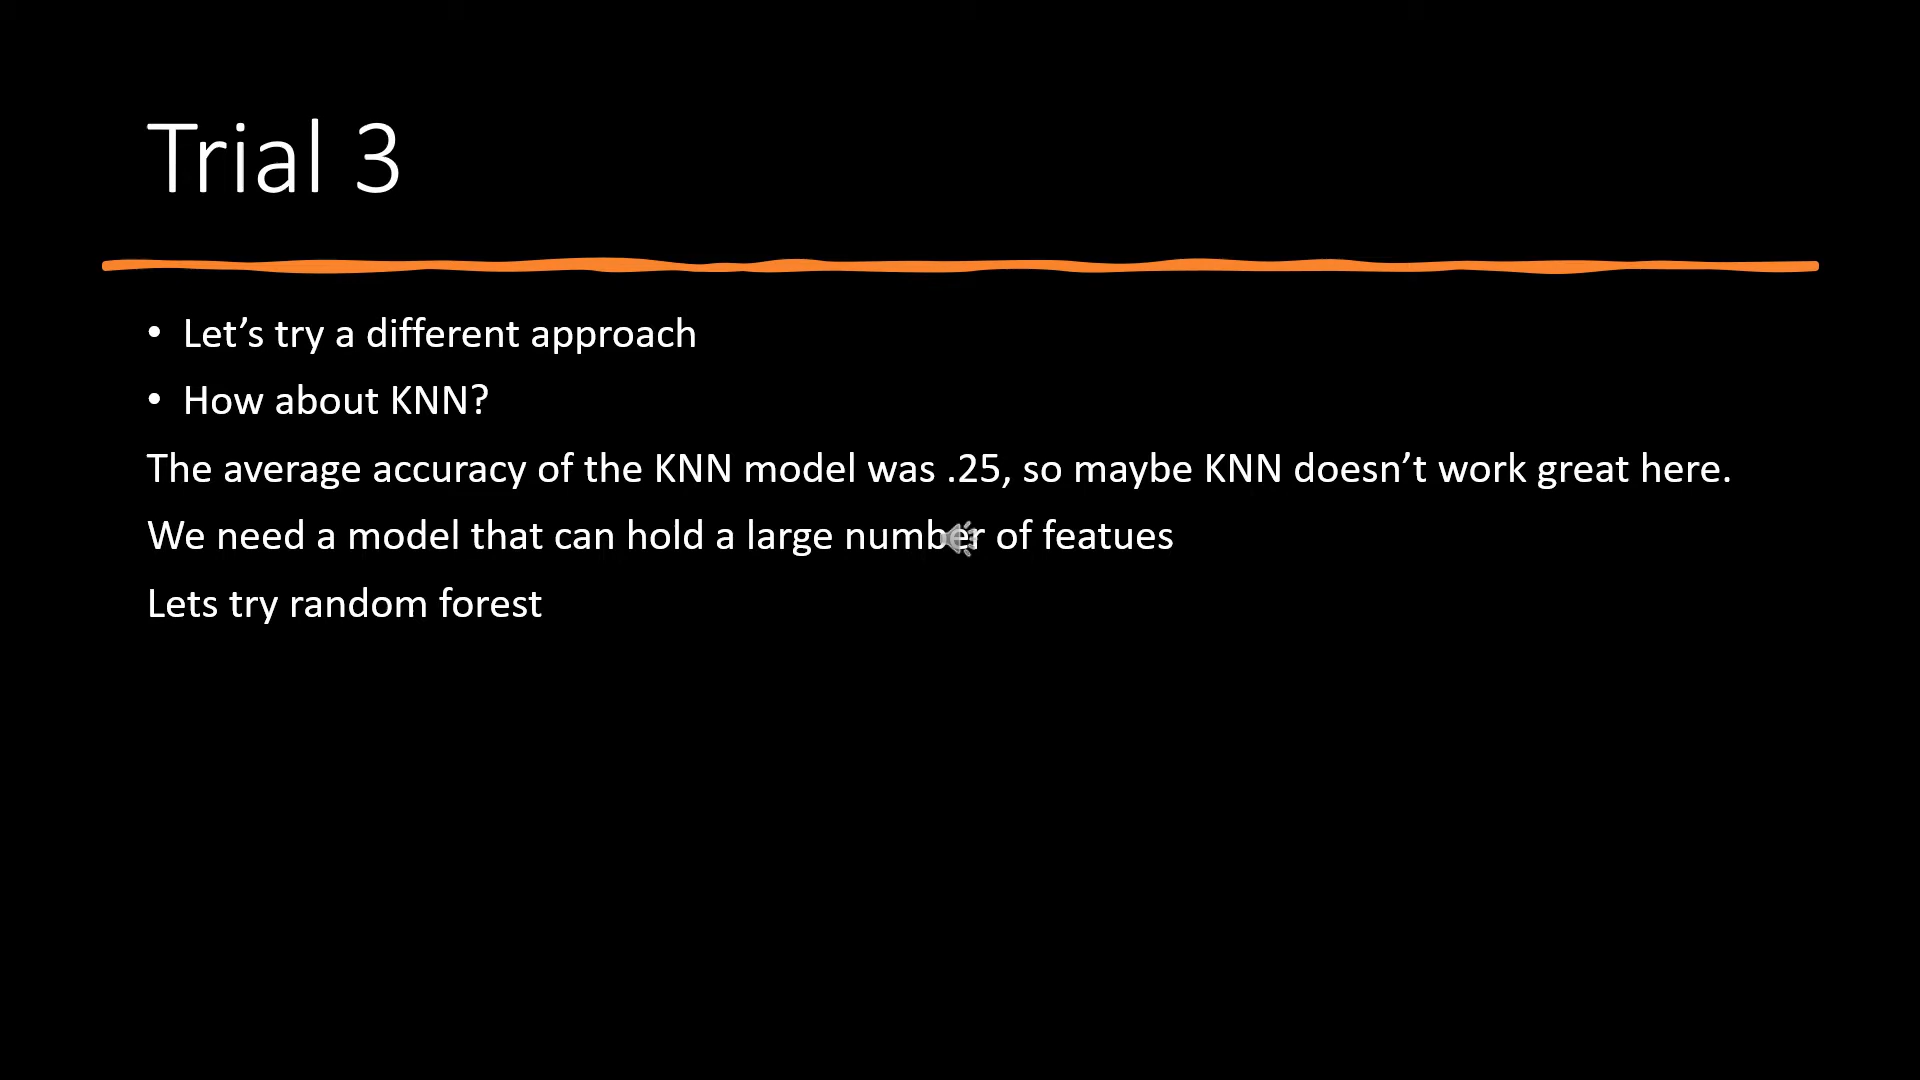 Trial 3
• Let’s try a different approach
• How about KNN?
The average accuracy of the KNN model was .25, so maybe KNN doesn’t work great here.
We need a model that can hold a large number of featues
Lets try random forest